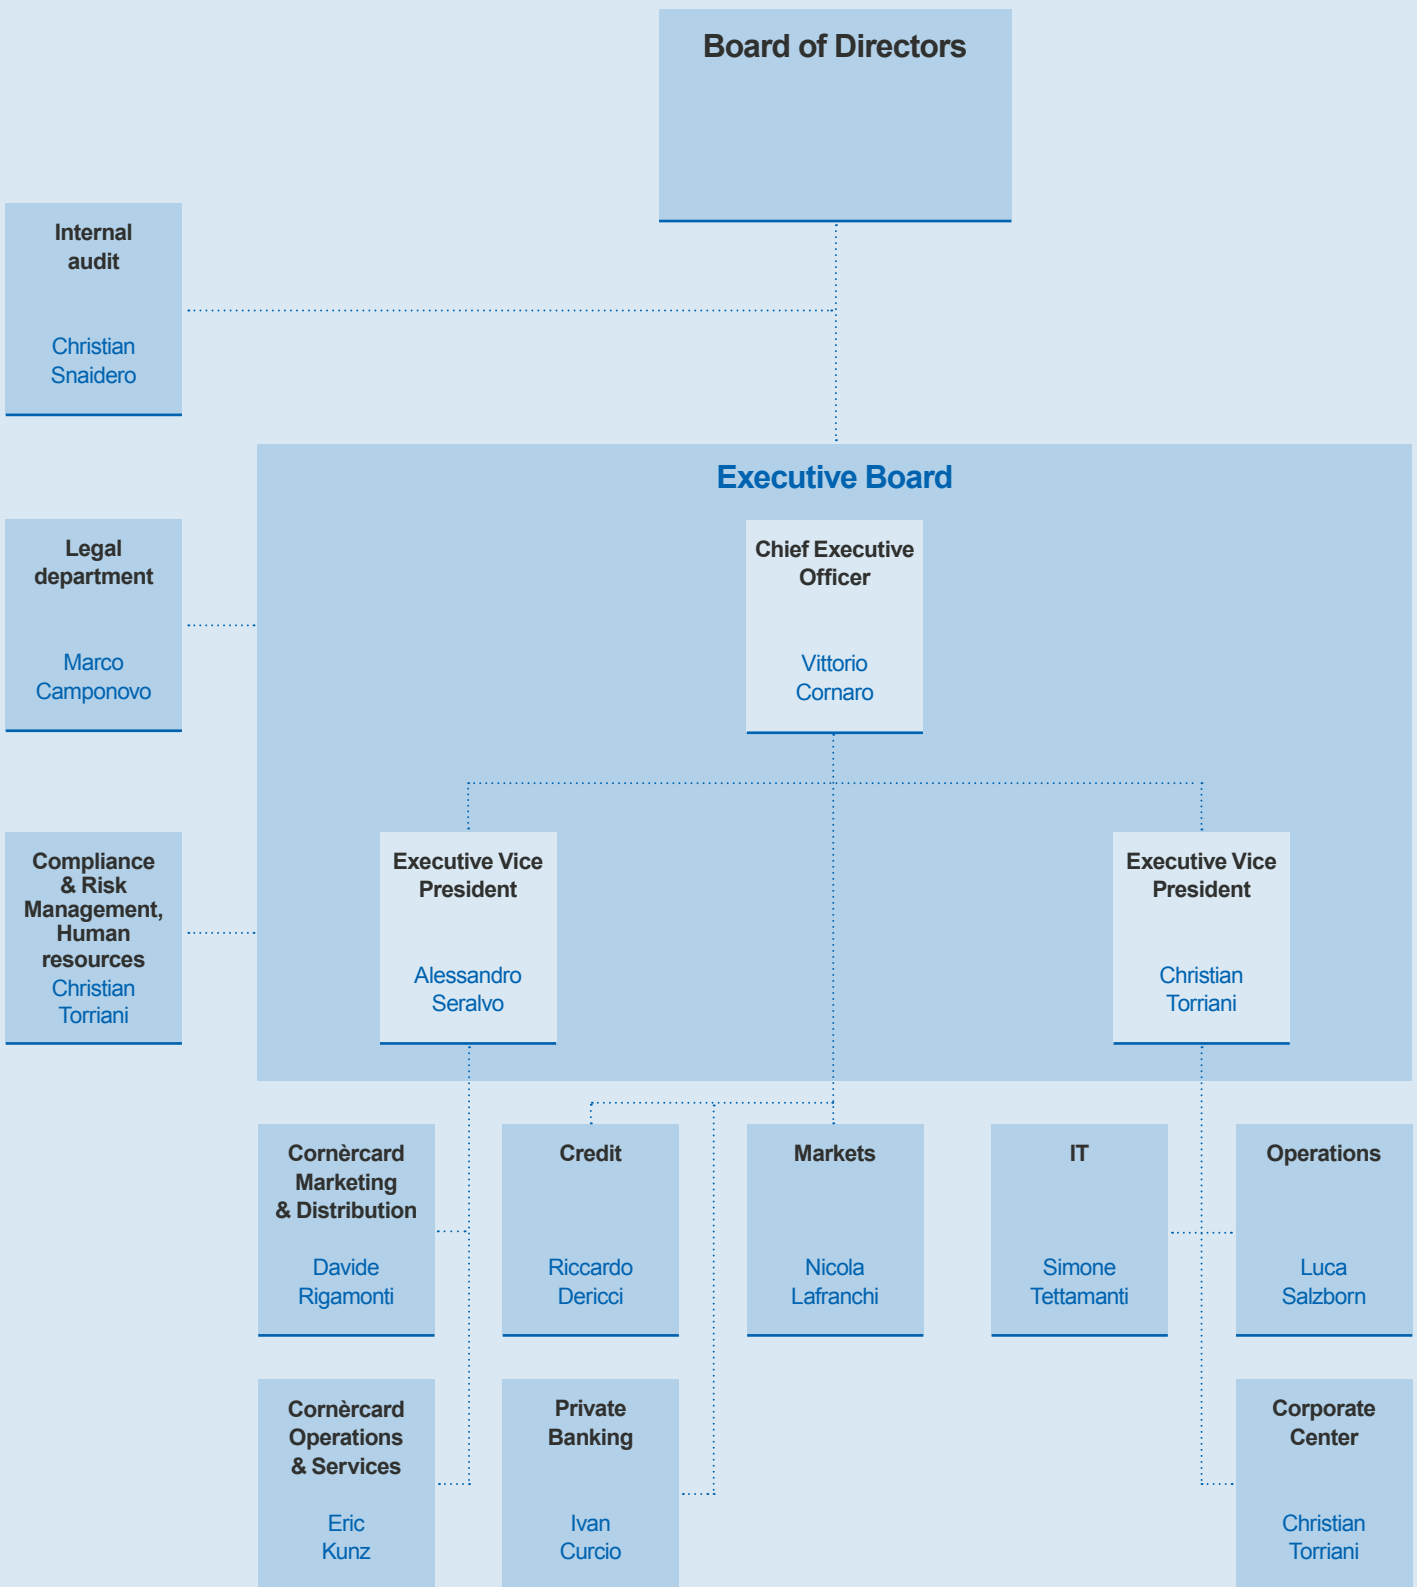 Board of Directors
Internal
audit
Christian
Snaidero
Executive Board
Legal
department
Marco
Camponovo
Chief Executive
Officer
Vittorio
Cornaro
Compliance
& Risk
Management,
Human
resources
Christian
Torriani
Executive Vice
President
Alessandro
Seralvo
Executive Vice
President
Christian
Torriani
Cornèrcard
Marketing
& Distribution
Davide
Rigamonti
Credit
Riccardo
Dericci
Markets
Nicola
Lafranchi
IT
Simone
Tettamanti
Operations
Luca
Salzborn
Cornèrcard
Operations
& Services
Eric
Kunz
Private
Banking
Ivan
Curcio
Corporate
Center
Christian
Torriani